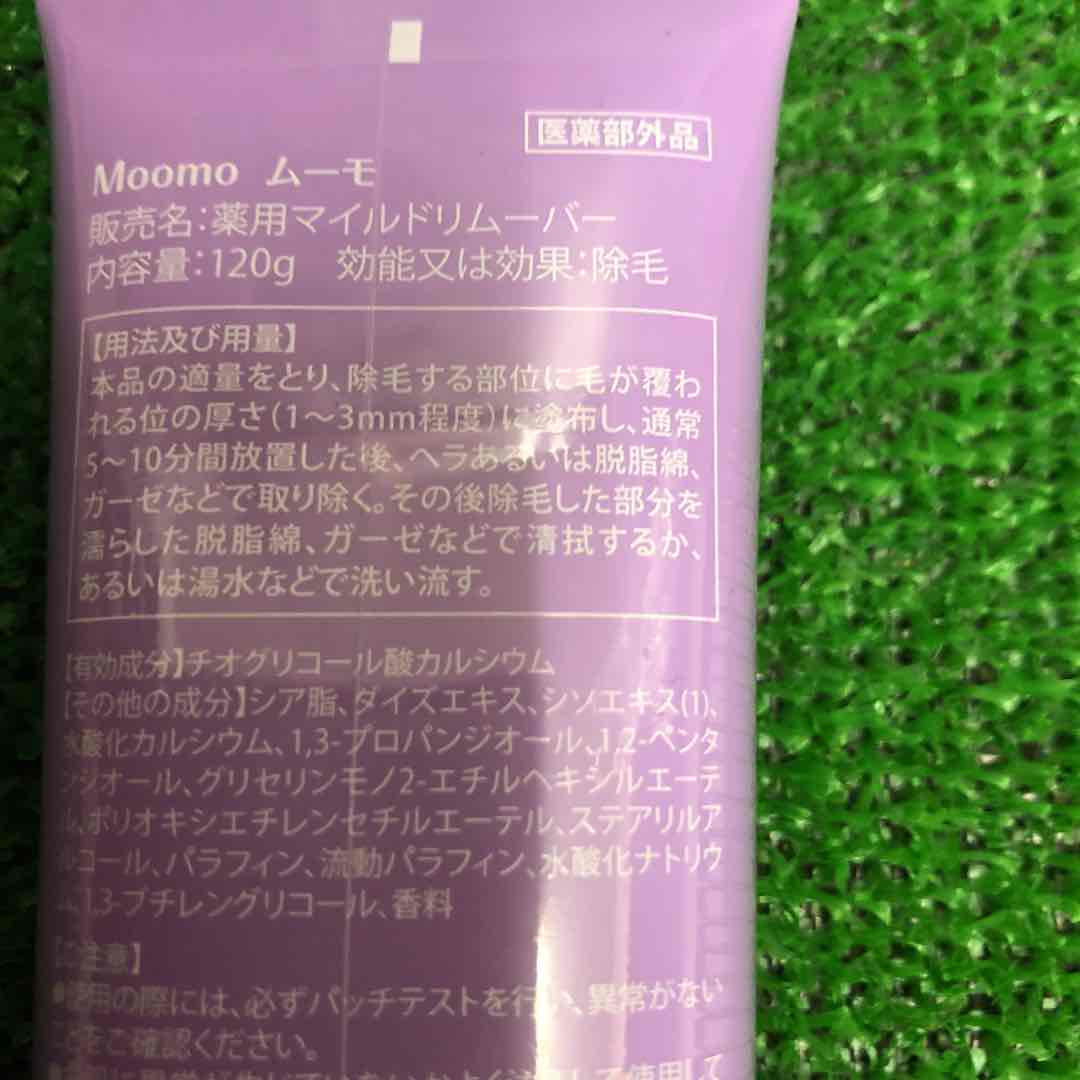 医薬部外品
Moomo ムーモ
販売名:薬用マイルドリムーバー
内容量:120g 効能又は効果:除毛
【用法及び用量】
本品の適量をとり、除毛する部位に毛が覆わ
れる位の厚さ(1～3mm程度)に塗布し、通常
5～10分間放置した後、ヘラあるいは脱脂綿、
ガーゼなどで取り除く。その後除毛した部分を
濡らした脱脂綿、ガーゼなどで清拭するか、
あるいは湯水などで洗い流す。
【有効成分】チオグリコール酸カルシウム
【その他の成分】シア脂、ダイズエキス、シソエキス(1)、
水酸化カルシウム、1,3-プロパンジオール、1,2-ペンタ
ンジオール、グリセリンモノ2-エチルヘキシルエーテ
ル、ポリオキシエチレンセチルエーテル、ステアリルア
ルコール、パラフィン、流動パラフィン、水酸化ナトリウ
ム、1,3-ブチレングリコール、香料
注意】
●使用の際には、必ずパッチテストを行い、異常がない
ことをご確認ください。